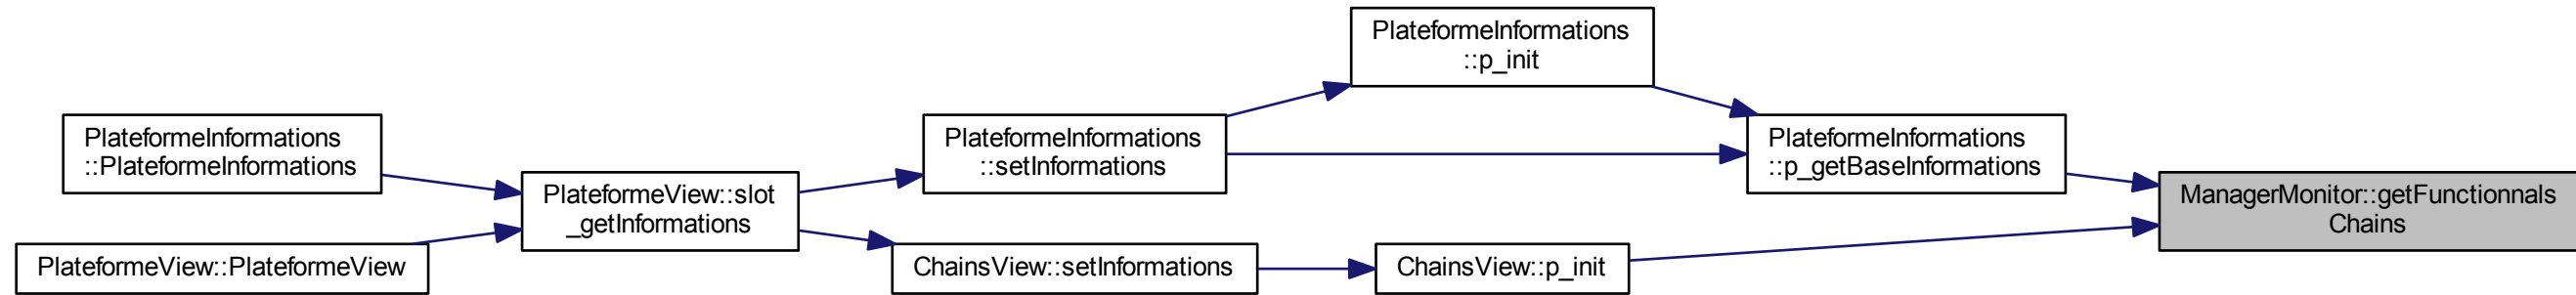 PlateformeInformations
::p_init
PlateformeInformations
::PlateformeInformations
PlateformeInformations
::setInformations
PlateformeInformations
::p_getBaseInformations
PlateformeView::slot
_getInformations
ManagerMonitor::getFunctionnals
Chains
PlateformeView::PlateformeView
ChainsView::setInformations
ChainsView::p_init